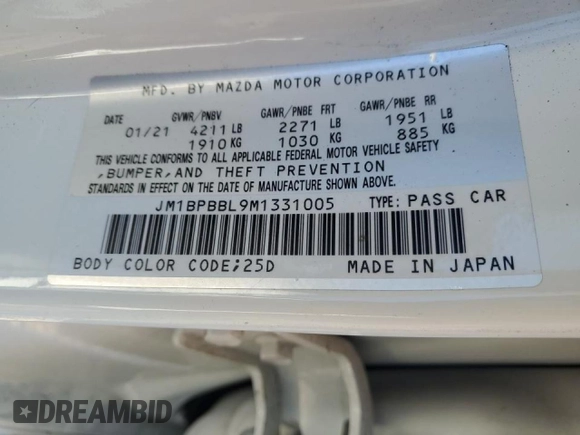 MFD. BY MAZDA MOTOR CORPORATION
DATE GVWR/PNBV GAWR/PNBE FRT GAWR/PNBE RR
01/21 4211 LB 2271 LB 1951 LB
1910 KG 1030 KG 885 KG
THIS VEHICLE CONFORMS TO ALL APPLICABLE FEDERAL MOTOR VEHICLE SAFETY
,BUMPER,AND THEFT PREVENTION
STANDARDS IN EFFECT ON THE DATE OF MANUFACTURE SHOWN ABOVE.
JM1BPBBL9M1331005 TYPE: PASS CAR
BODY COLOR CODE;25D MADE IN JAPAN
DREAMBID